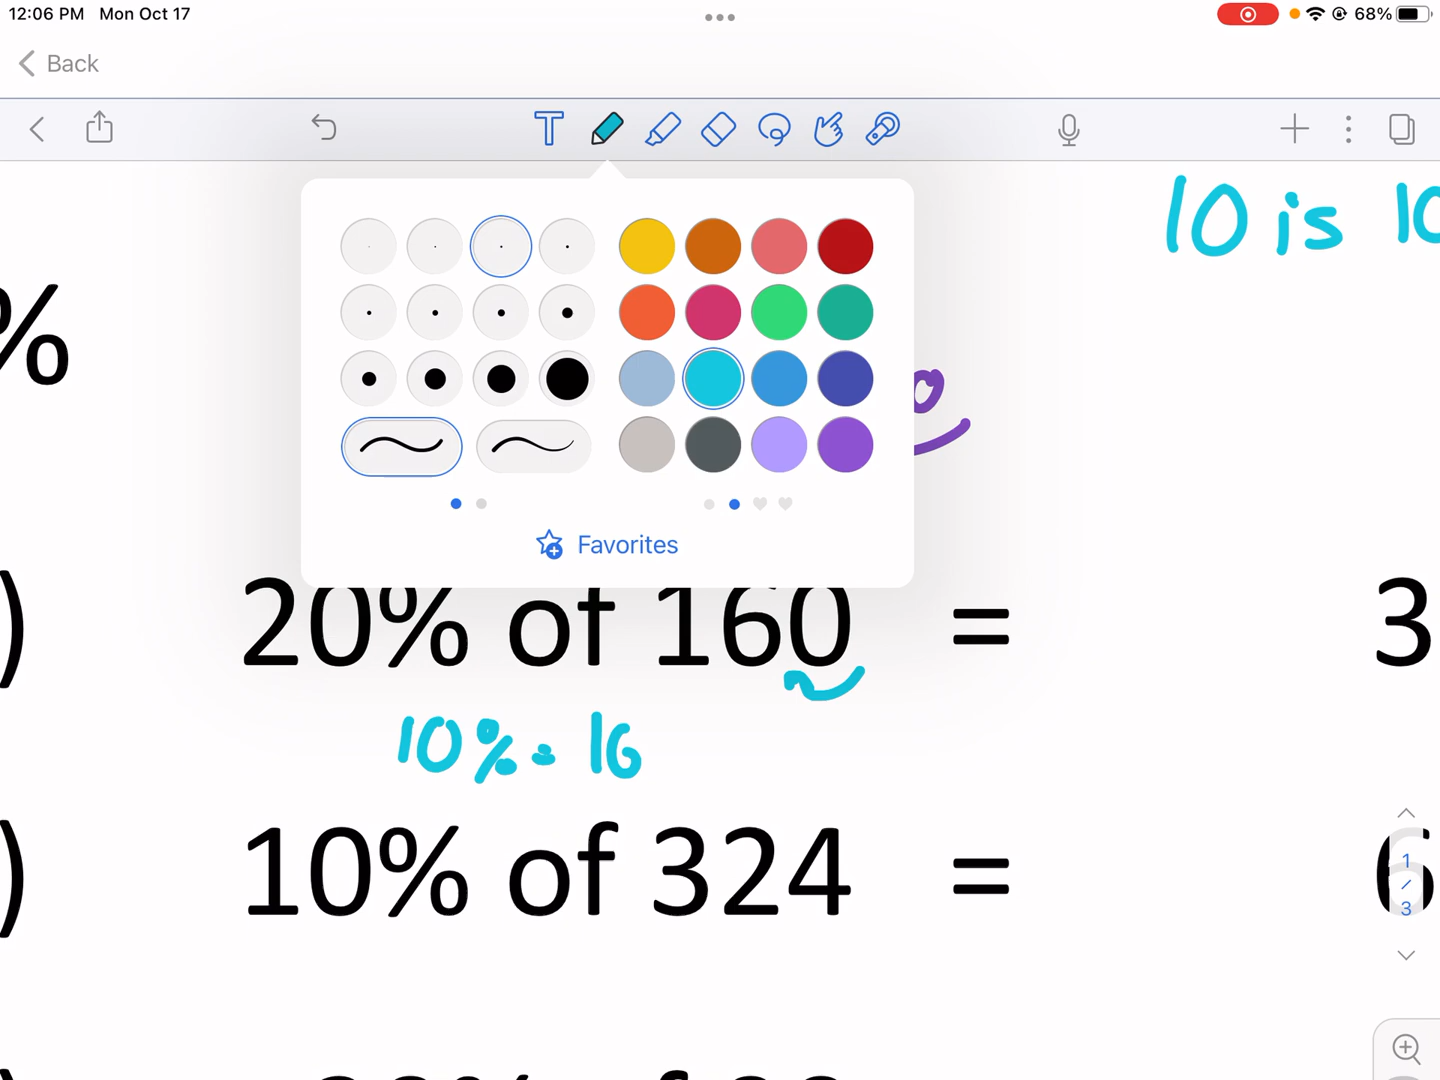 12:06 PM Mon Oct 17
68%
Back
10 is 10
%
Favorites
) 20% of 160 = 3
10% = 16
) 10% of 324 = 6
1
/
3